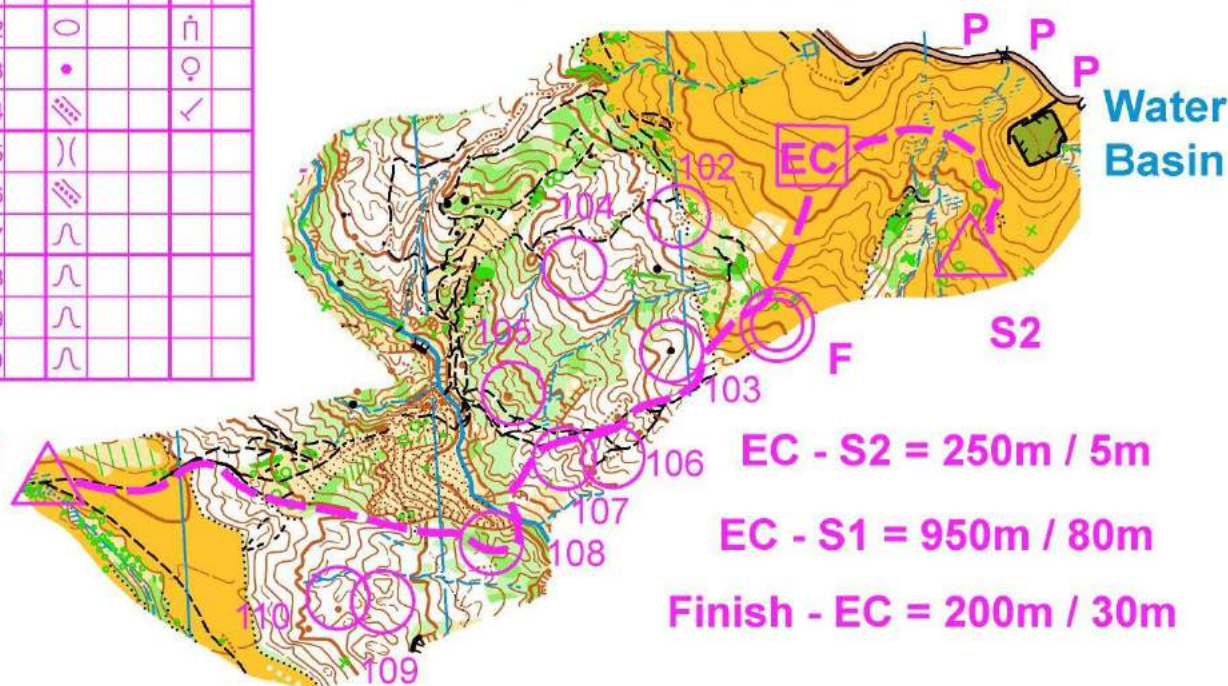 P
P
P
Water
Basin
EC
102
104
105
103
F
S2
106
107
108
110
109
EC - S2 = 250m / 5m
EC - S1 = 950m / 80m
Finish - EC = 200m / 30m